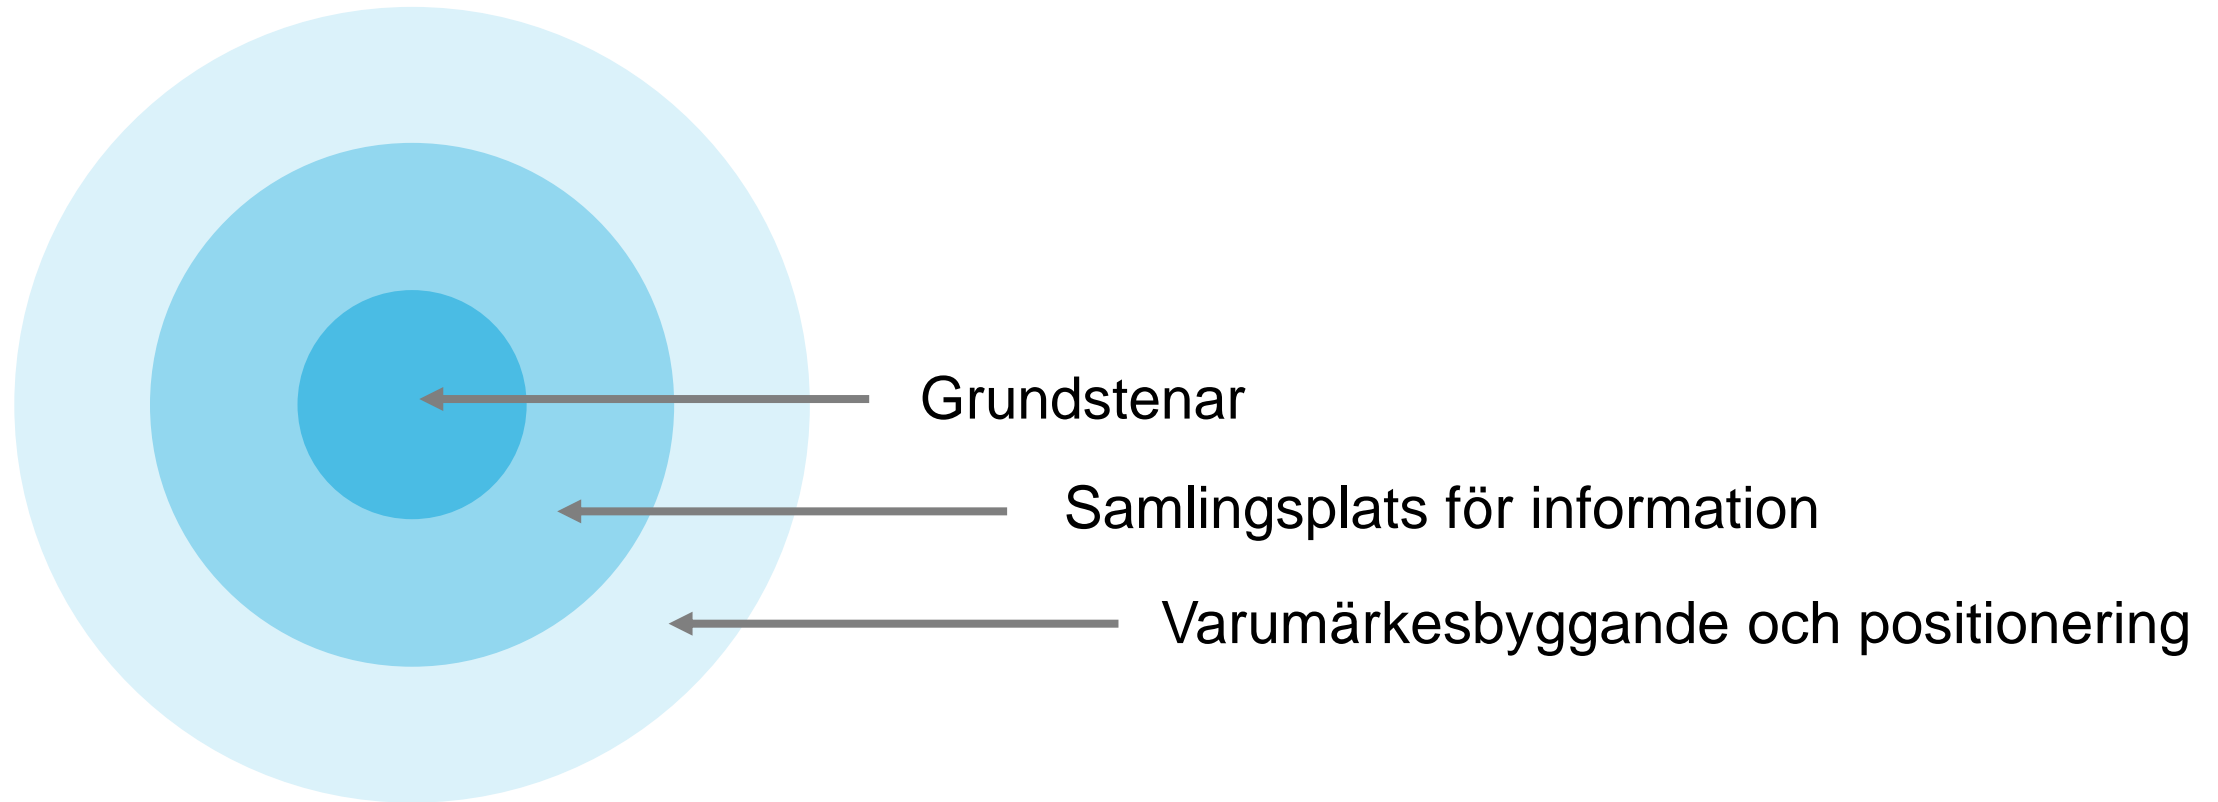 Grundstenar
Samlingsplats för information
Varumärkesbyggande och positionering